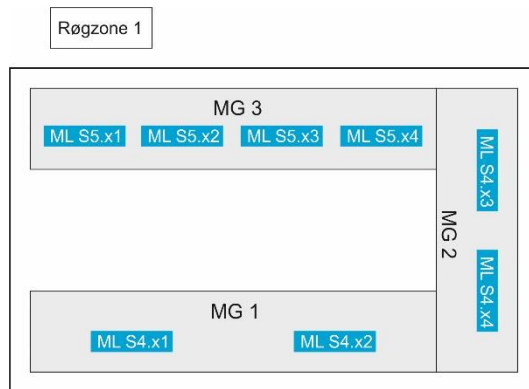 Røgzone 1
MG 3
ML S5.x1 ML S5.x2 ML S5.x3 ML S5.x4
ML S4.x3
MG 2
ML S4.x4
MG 1
ML S4.x1 ML S4.x2